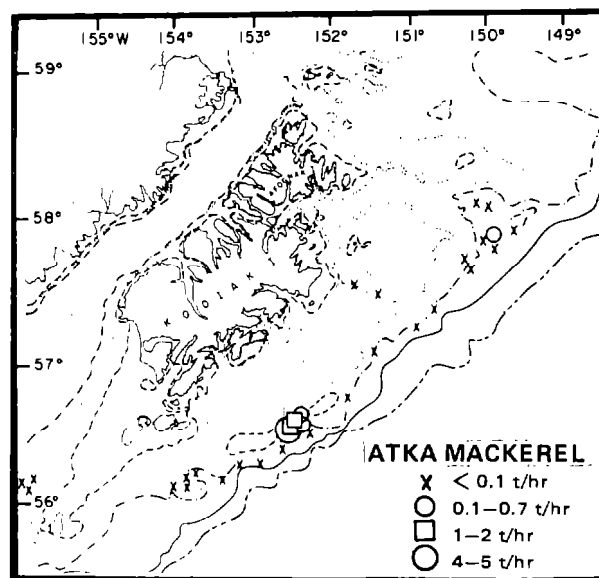 155°W 154° 153° 152° 151° 150° 149°
59°
58°
KODIAK
57°
56°
ATKA MACKEREL
x < 0.1 t/hr
0.1–0.7 t/hr
1–2 t/hr
4–5 t/hr